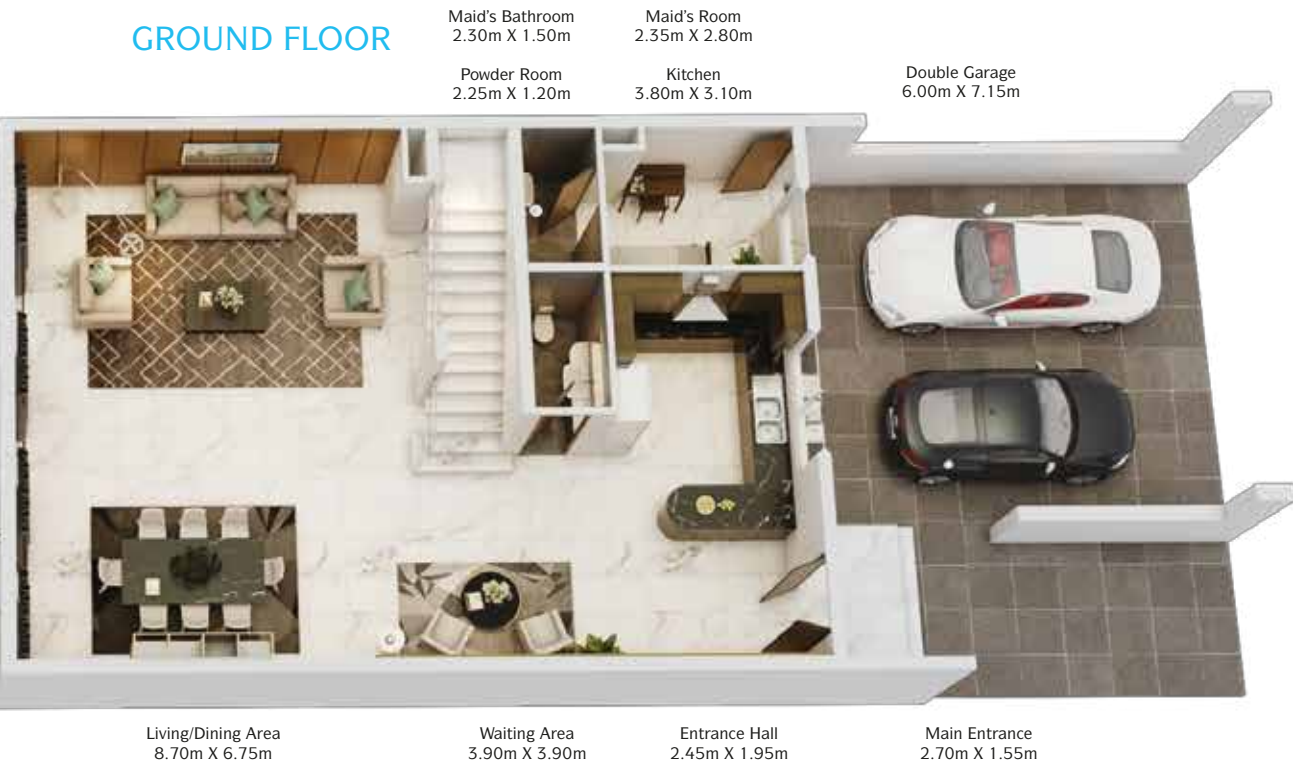 GROUND FLOOR
Maid's Bathroom
2.30m X 1.50m
Maid's Room
2.35m X 2.80m
Powder Room
2.25m X 1.20m
Kitchen
3.80m X 3.10m
Double Garage
6.00m X 7.15m
Living/Dining Area
8.70m X 6.75m
Waiting Area
3.90m X 3.90m
Entrance Hall
2.45m X 1.95m
Main Entrance
2.70m X 1.55m